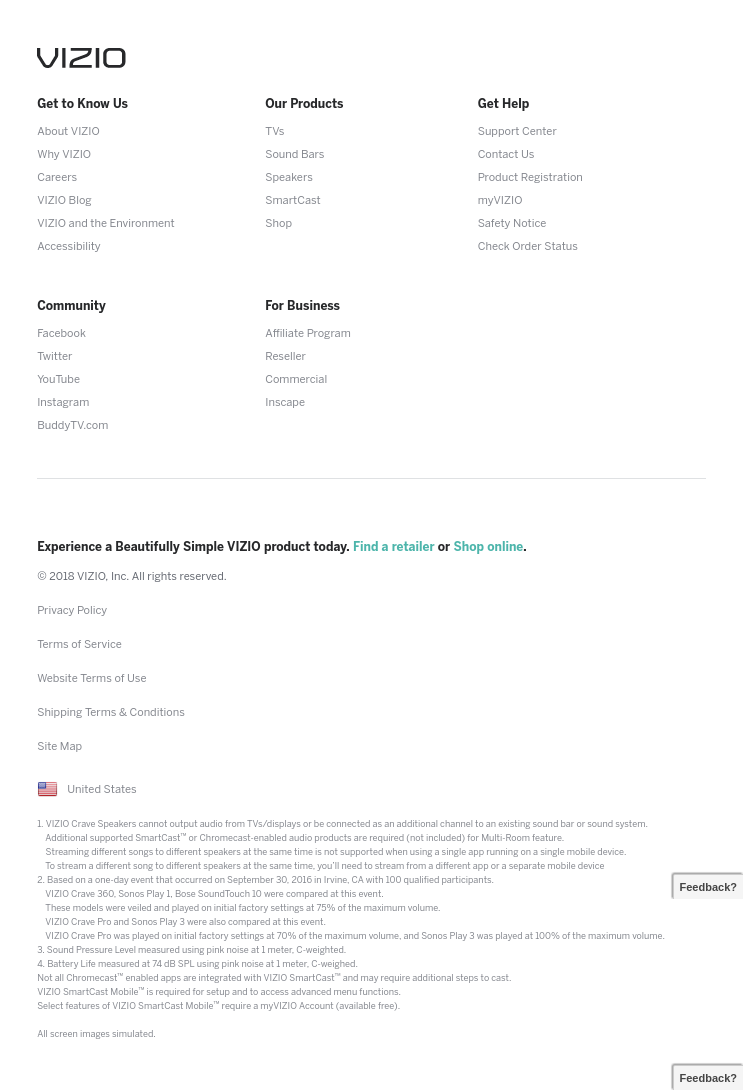 VIZIO
Get to Know Us
About VIZIO
Why VIZIO
Careers
VIZIO Blog
VIZIO and the Environment
Accessibility
Our Products
TVs
Sound Bars
Speakers
SmartCast
Shop
Get Help
Support Center
Contact Us
Product Registration
myVIZIO
Safety Notice
Check Order Status
Community
Facebook
Twitter
YouTube
Instagram
BuddyTV.com
For Business
Affiliate Program
Reseller
Commercial
Inscape
Experience a Beautifully Simple VIZIO product today. Find a retailer or Shop online.
© 2018 VIZIO, Inc. All rights reserved.
Privacy Policy
Terms of Service
Website Terms of Use
Shipping Terms & Conditions
Site Map
United States
1. VIZIO Crave Speakers cannot output audio from TVs/displays or be connected as an additional channel to an existing sound bar or sound system.
Additional supported SmartCast™ or Chromecast-enabled audio products are required (not included) for Multi-Room feature.
Streaming different songs to different speakers at the same time is not supported when using a single app running on a single mobile device.
To stream a different song to different speakers at the same time, you'll need to stream from a different app or a separate mobile device
2. Based on a one-day event that occurred on September 30, 2016 in Irvine, CA with 100 qualified participants.
VIZIO Crave 360, Sonos Play 1, Bose SoundTouch 10 were compared at this event.
These models were veiled and played on initial factory settings at 75% of the maximum volume.
VIZIO Crave Pro and Sonos Play 3 were also compared at this event.
VIZIO Crave Pro was played on initial factory settings at 70% of the maximum volume, and Sonos Play 3 was played at 100% of the maximum volume.
3. Sound Pressure Level measured using pink noise at 1 meter, C-weighted.
4. Battery Life measured at 74 dB SPL using pink noise at 1 meter, C-weighed.
Not all Chromecast™ enabled apps are integrated with VIZIO SmartCast™ and may require additional steps to cast.
VIZIO SmartCast Mobile™ is required for setup and to access advanced menu functions.
Select features of VIZIO SmartCast Mobile™ require a myVIZIO Account (available free).
All screen images simulated.
Feedback?
Feedback?